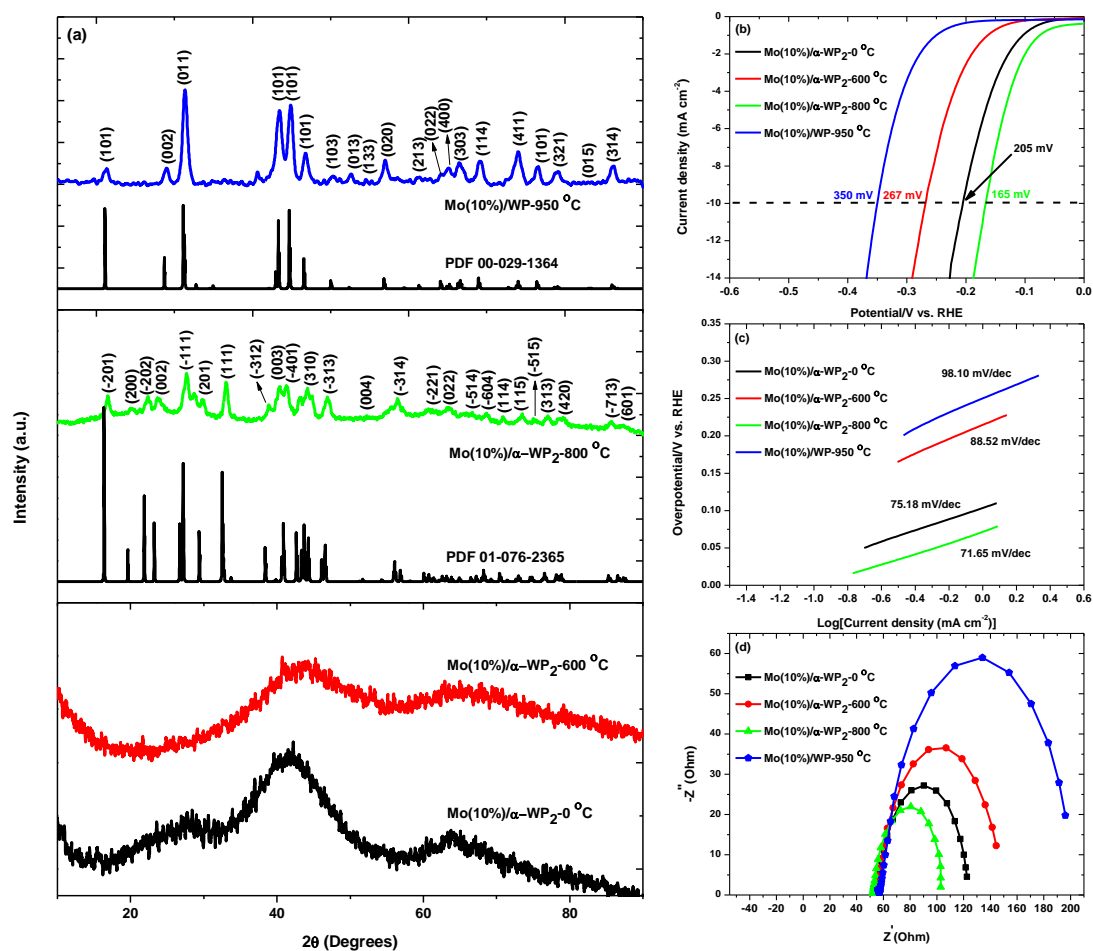 (a)
(101)
(002)
(011)
(101)
(101)
(101)
(103)
(013)
(133)
(020)
(213)
(022)
(400)
(303)
(114)
(411)
(101)
(321)
(015)
(314)
Mo(10%)/WP-950 °C
PDF 00-029-1364
(-201)
(200)
(-202)
(002)
(-111)
(201)
(111)
(-312)
(003)
(-401)
(310)
(-313)
(004)
(-314)
(-221)
(022)
(-514)
(-604)
(114)
(115)
(-515)
(313)
(420)
(-713)
(601)
Mo(10%)/α–WP2-800 °C
PDF 01-076-2365
Mo(10%)/α–WP2-600 °C
Mo(10%)/α–WP2-0 °C
Intensity (a.u.)
20 40 60 80
2θ (Degrees)
(b)
Mo(10%)/α-WP2-0 °C
Mo(10%)/α-WP2-600 °C
Mo(10%)/α-WP2-800 °C
Mo(10%)/WP-950 °C
205 mV
350 mV 267 mV 165 mV
0
-2
-4
-6
-8
-10
-12
-14
Current density (mA cm-2)
-0.6 -0.5 -0.4 -0.3 -0.2 -0.1 0.0
Potential/V vs. RHE
(c)
Mo(10%)/α-WP2-0 °C
Mo(10%)/α-WP2-600 °C
Mo(10%)/α-WP2-800 °C
Mo(10%)/WP-950 °C
98.10 mV/dec
88.52 mV/dec
75.18 mV/dec
71.65 mV/dec
0.35
0.30
0.25
0.20
0.15
0.10
0.05
0.00
Overpotential/V vs. RHE
-1.4 -1.2 -1.0 -0.8 -0.6 -0.4 -0.2 0.0 0.2 0.4 0.6
Log[Current density (mA cm-2)]
(d)
Mo(10%)/α-WP2-0 °C
Mo(10%)/α-WP2-600 °C
Mo(10%)/α-WP2-800 °C
Mo(10%)/WP-950 °C
60
50
40
30
20
10
0
-Z'' (Ohm)
-40 -20 0 20 40 60 80 100 120 140 160 180 200
Z' (Ohm)